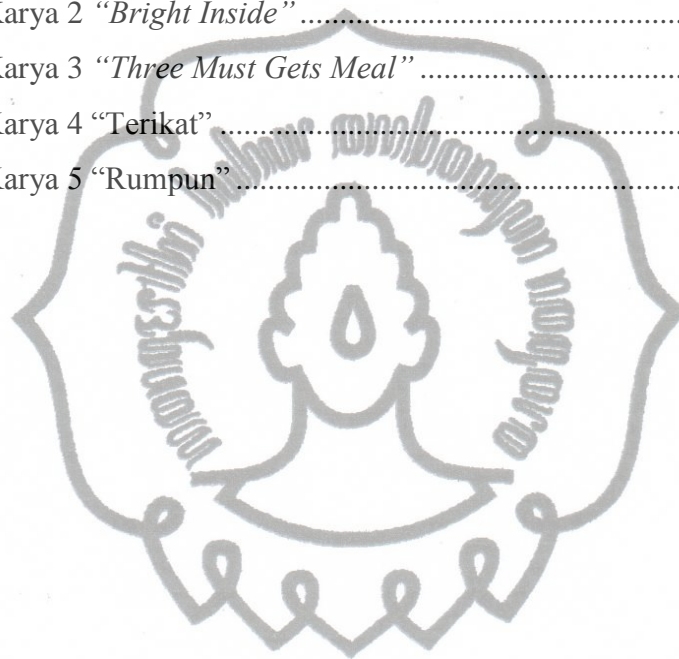 Karya 2 “Bright Inside” ........................................................
Karya 3 “Three Must Gets Meal” .........................................
Karya 4 “Terikat” ..................................................................
Karya 5 “Rumpun” ................................................................